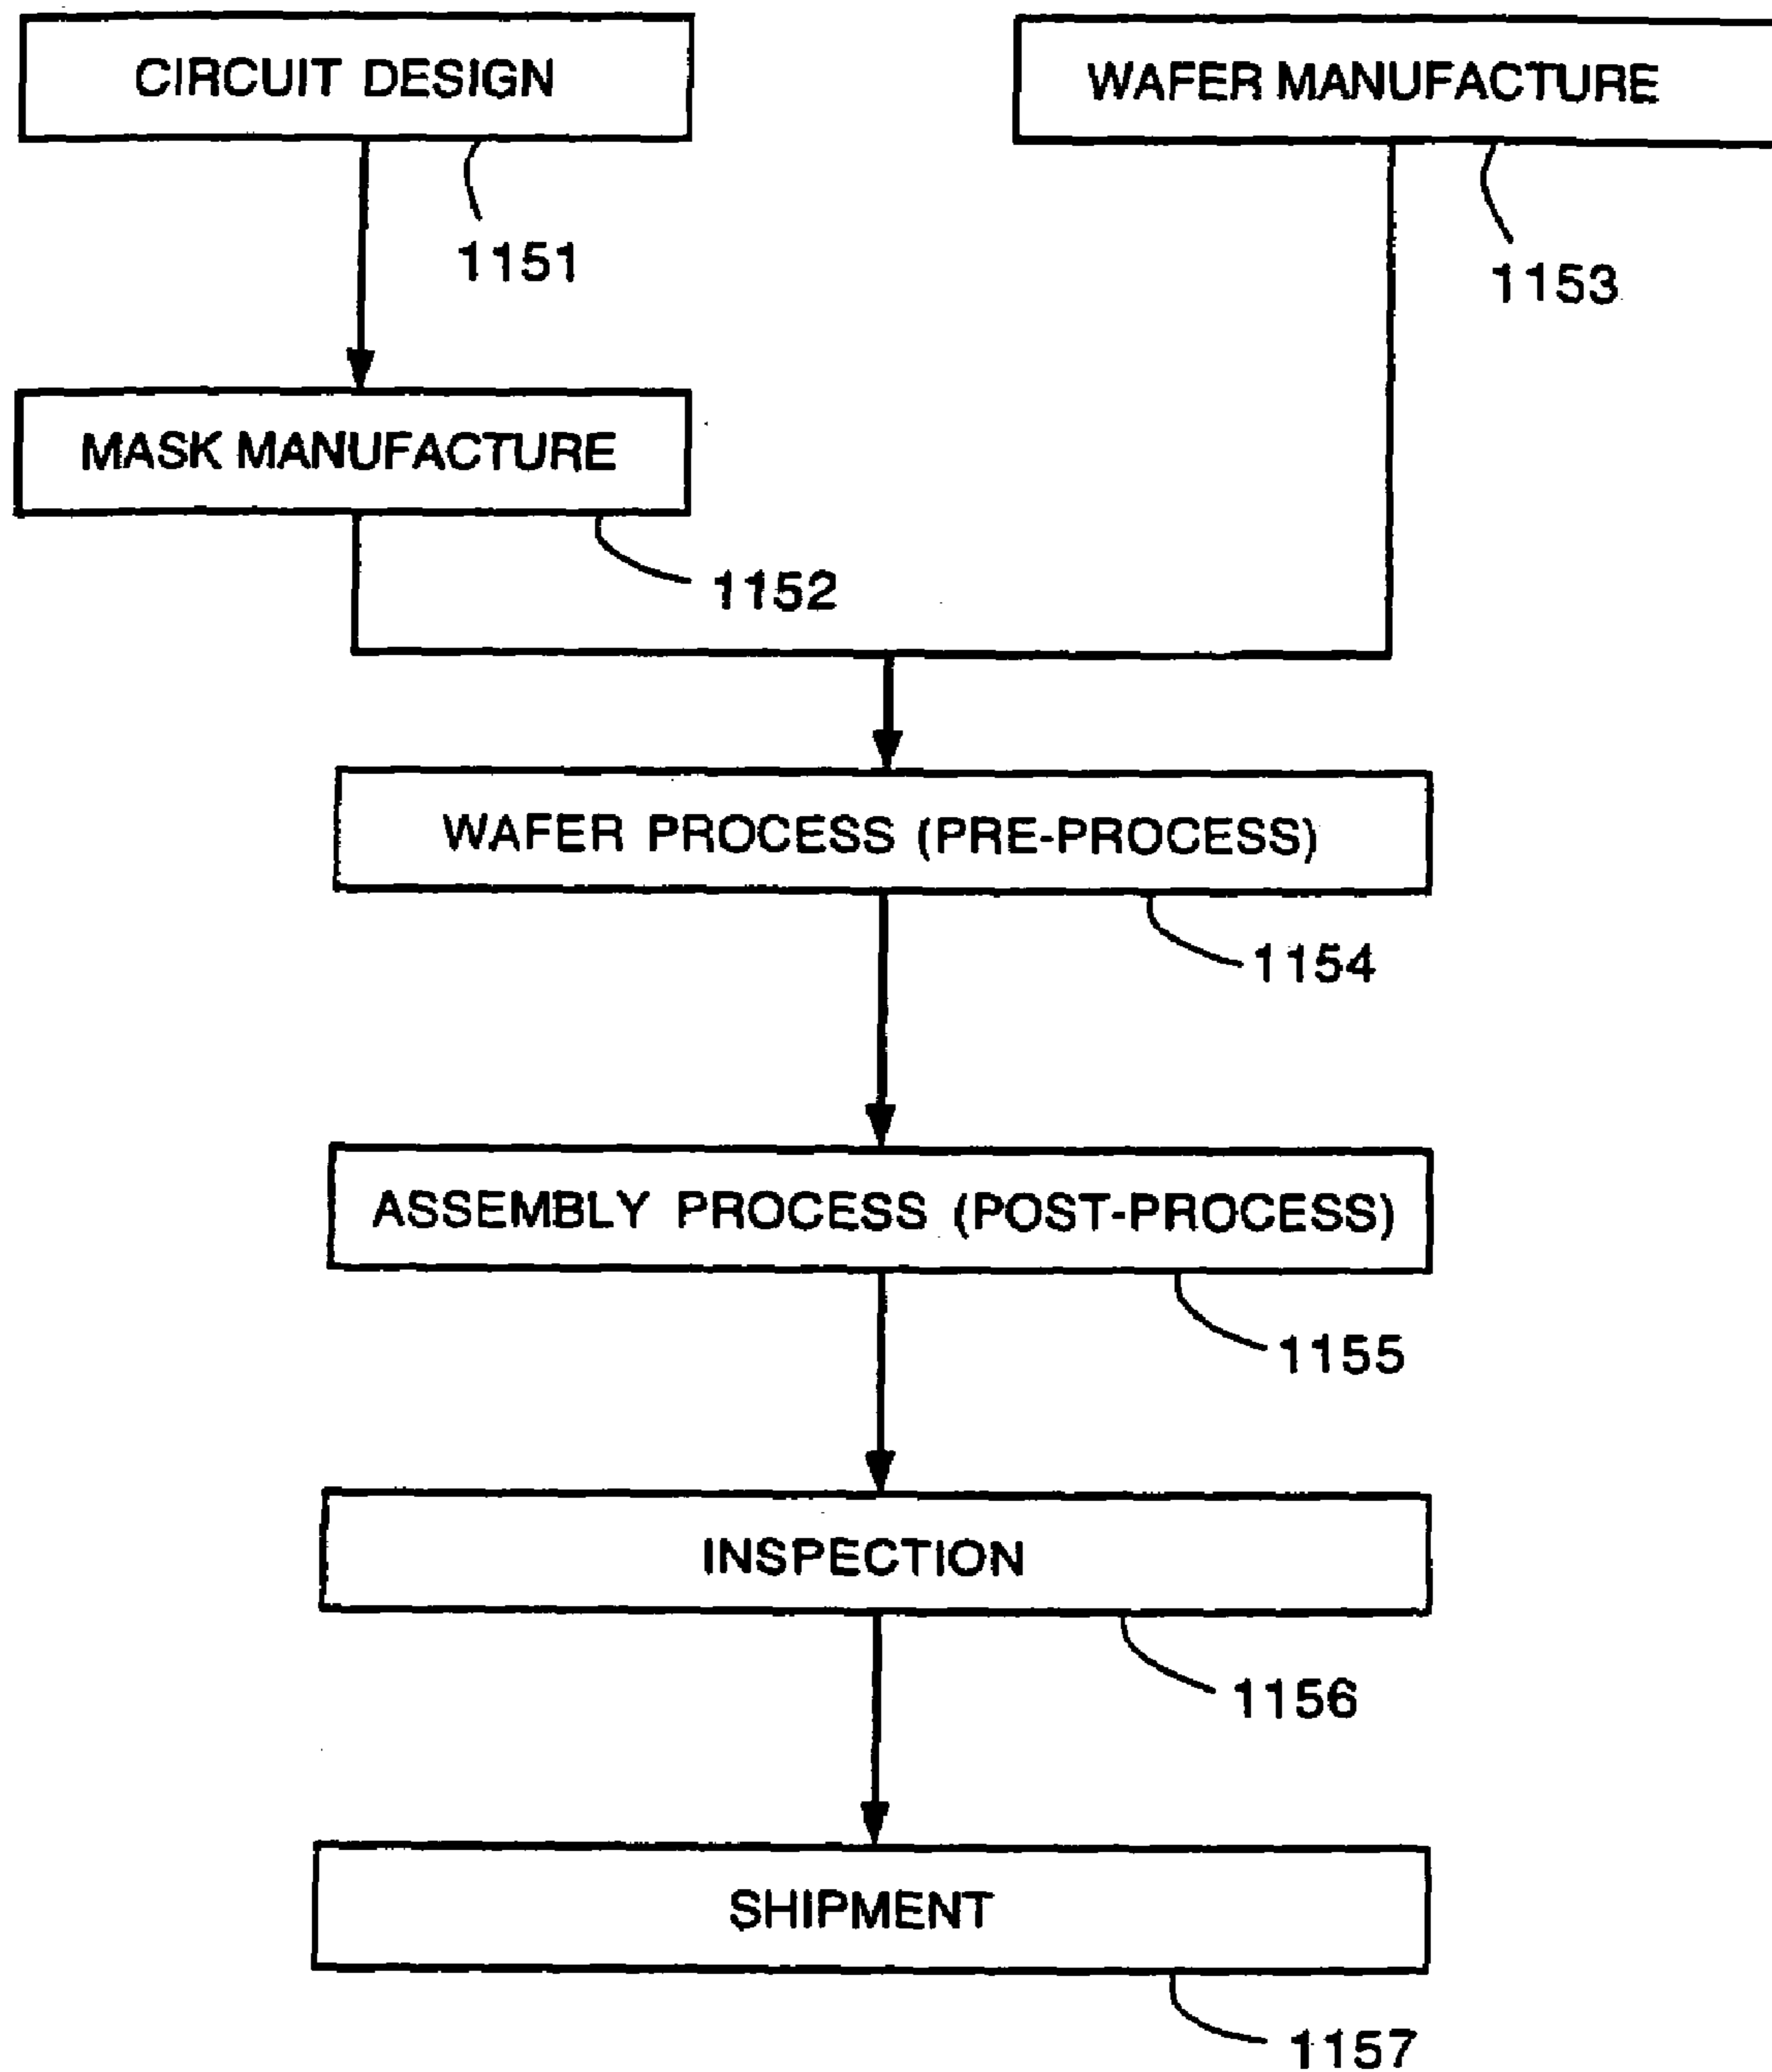 CIRCUIT DESIGN
WAFER MANUFACTURE
1151
1153
MASK MANUFACTURE
1152
WAFER PROCESS (PRE-PROCESS)
1154
ASSEMBLY PROCESS (POST-PROCESS)
1155
INSPECTION
1156
SHIPMENT
1157